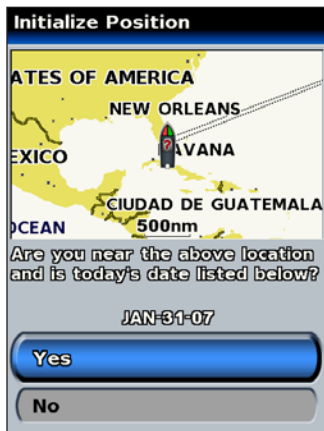 Initialize Position
ATES OF AMERICA
NEW ORLEANS
?
EXICO
AVANA
CIUDAD DE GUATEMALA
OCEAN
500nm
Are you near the above location
and is today's date listed below?
JAN-31-07
Yes
No